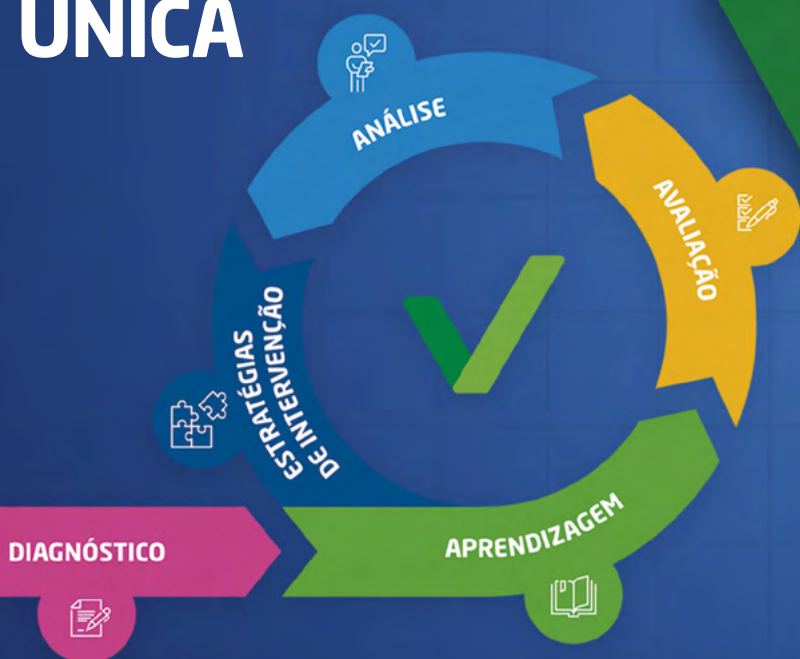 ÚNICA
ANÁLISE
AVALIAÇÃO
ESTRATÉGIAS
DE INTERVENÇÃO
DIAGNÓSTICO
APRENDIZAGEM